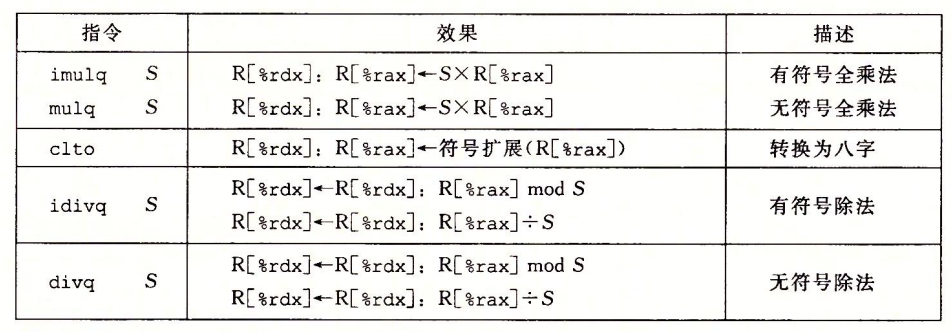 指令 效果 描述
imulq S R[%rdx]：R[%rax]←S×R[%rax] 有符号全乘法
mulq S R[%rdx]：R[%rax]←S×R[%rax] 无符号全乘法
clto R[%rdx]：R[%rax]←符号扩展(R[%rax]) 转换为八字
idivq S R[%rdx]←R[%rdx]：R[%rax] mod S 有符号除法
R[%rdx]←R[%rdx]：R[%rax]÷S
divq S R[%rdx]←R[%rdx]：R[%rax] mod S 无符号除法
R[%rdx]←R[%rdx]：R[%rax]÷S